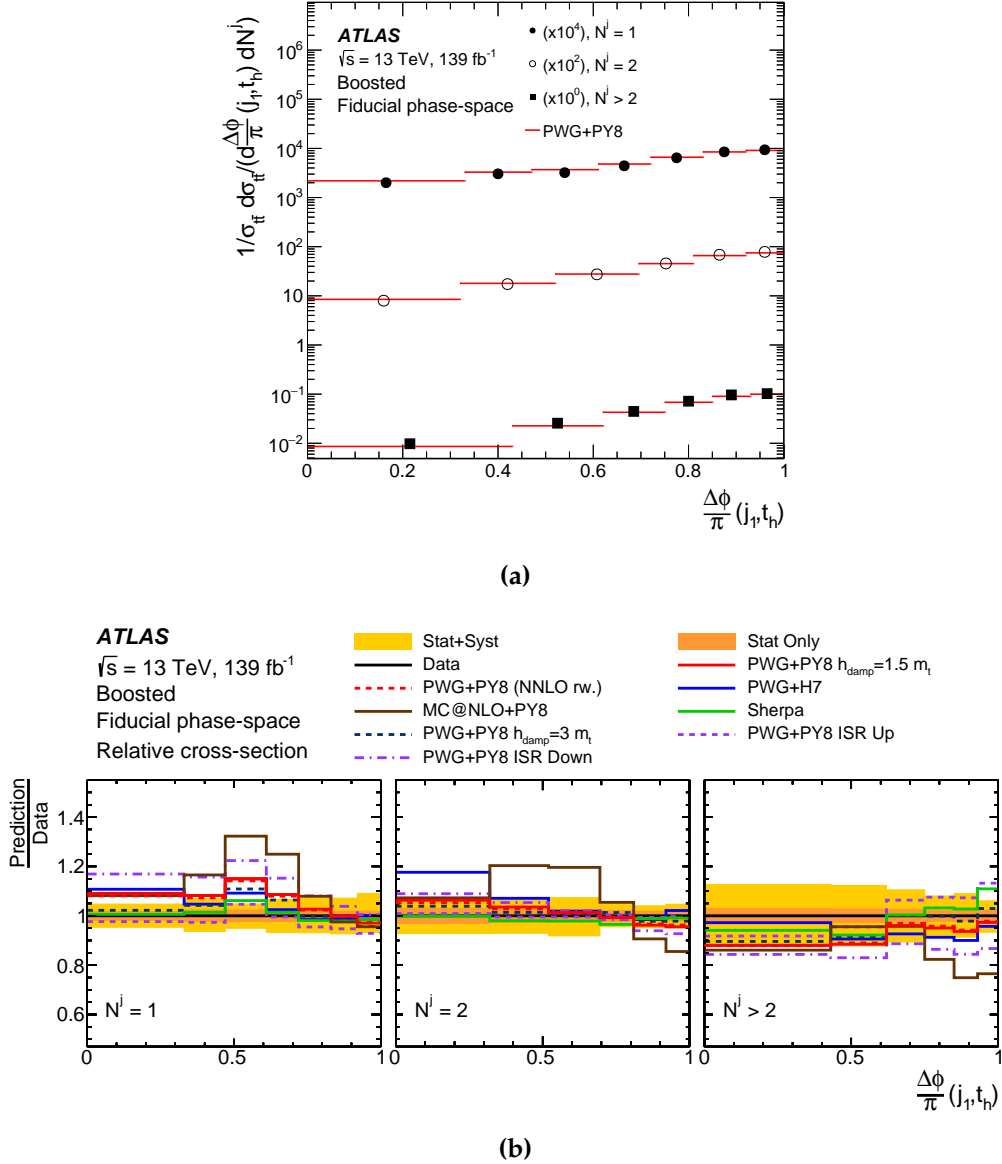 ATLAS
√s = 13 TeV, 139 fb⁻¹
Boosted
Fiducial phase-space
(x10⁴), Nʲ = 1
(x10²), Nʲ = 2
(x10⁰), Nʲ > 2
PWG+PY8
1/σ_tt̄ dσ_tt̄/(d Δϕ/π (j₁,t_h) dNʲ)
10⁶
10⁵
10⁴
10³
10²
10
1
10⁻¹
10⁻²
0 0.2 0.4 0.6 0.8 1
Δϕ/π (j₁,t_h)
(a)
ATLAS
√s = 13 TeV, 139 fb⁻¹
Boosted
Fiducial phase-space
Relative cross-section
Stat+Syst
Data
PWG+PY8 (NNLO rw.)
MC@NLO+PY8
PWG+PY8 h_damp=3 m_t
PWG+PY8 ISR Down
Stat Only
PWG+PY8 h_damp=1.5 m_t
PWG+H7
Sherpa
PWG+PY8 ISR Up
Prediction
Data
1.4
1.2
1.0
0.8
0.6
Nʲ = 1
Nʲ = 2
Nʲ > 2
0 0.5 1 0 0.5 1 0 0.5 1
Δϕ/π (j₁,t_h)
(b)